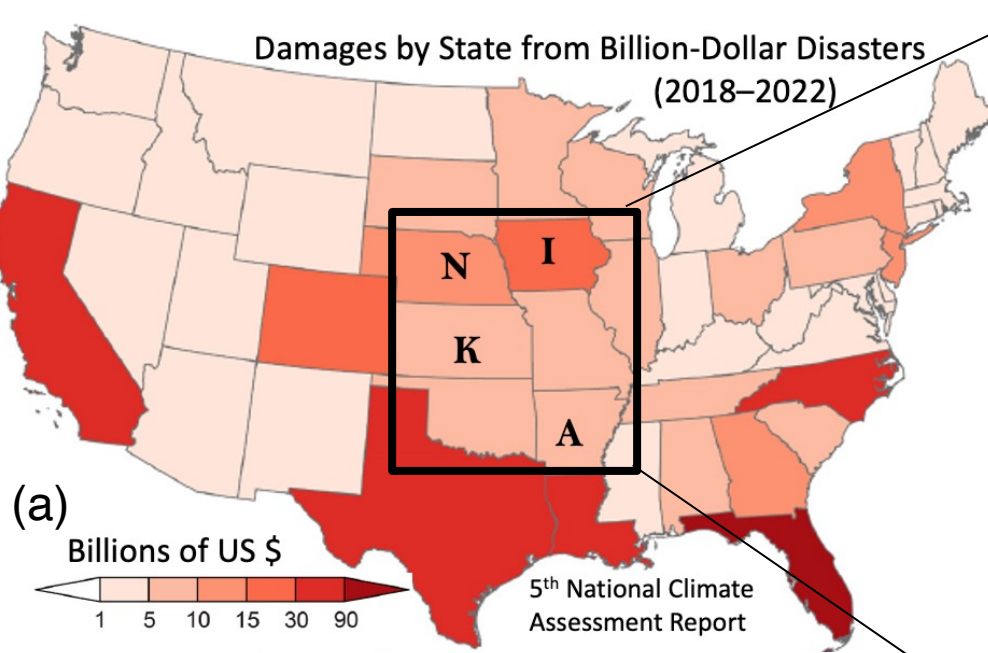 Damages by State from Billion-Dollar Disasters
(2018–2022)
N
I
K
A
(a)
Billions of US $
1 5 10 15 30 90
5th National Climate
Assessment Report